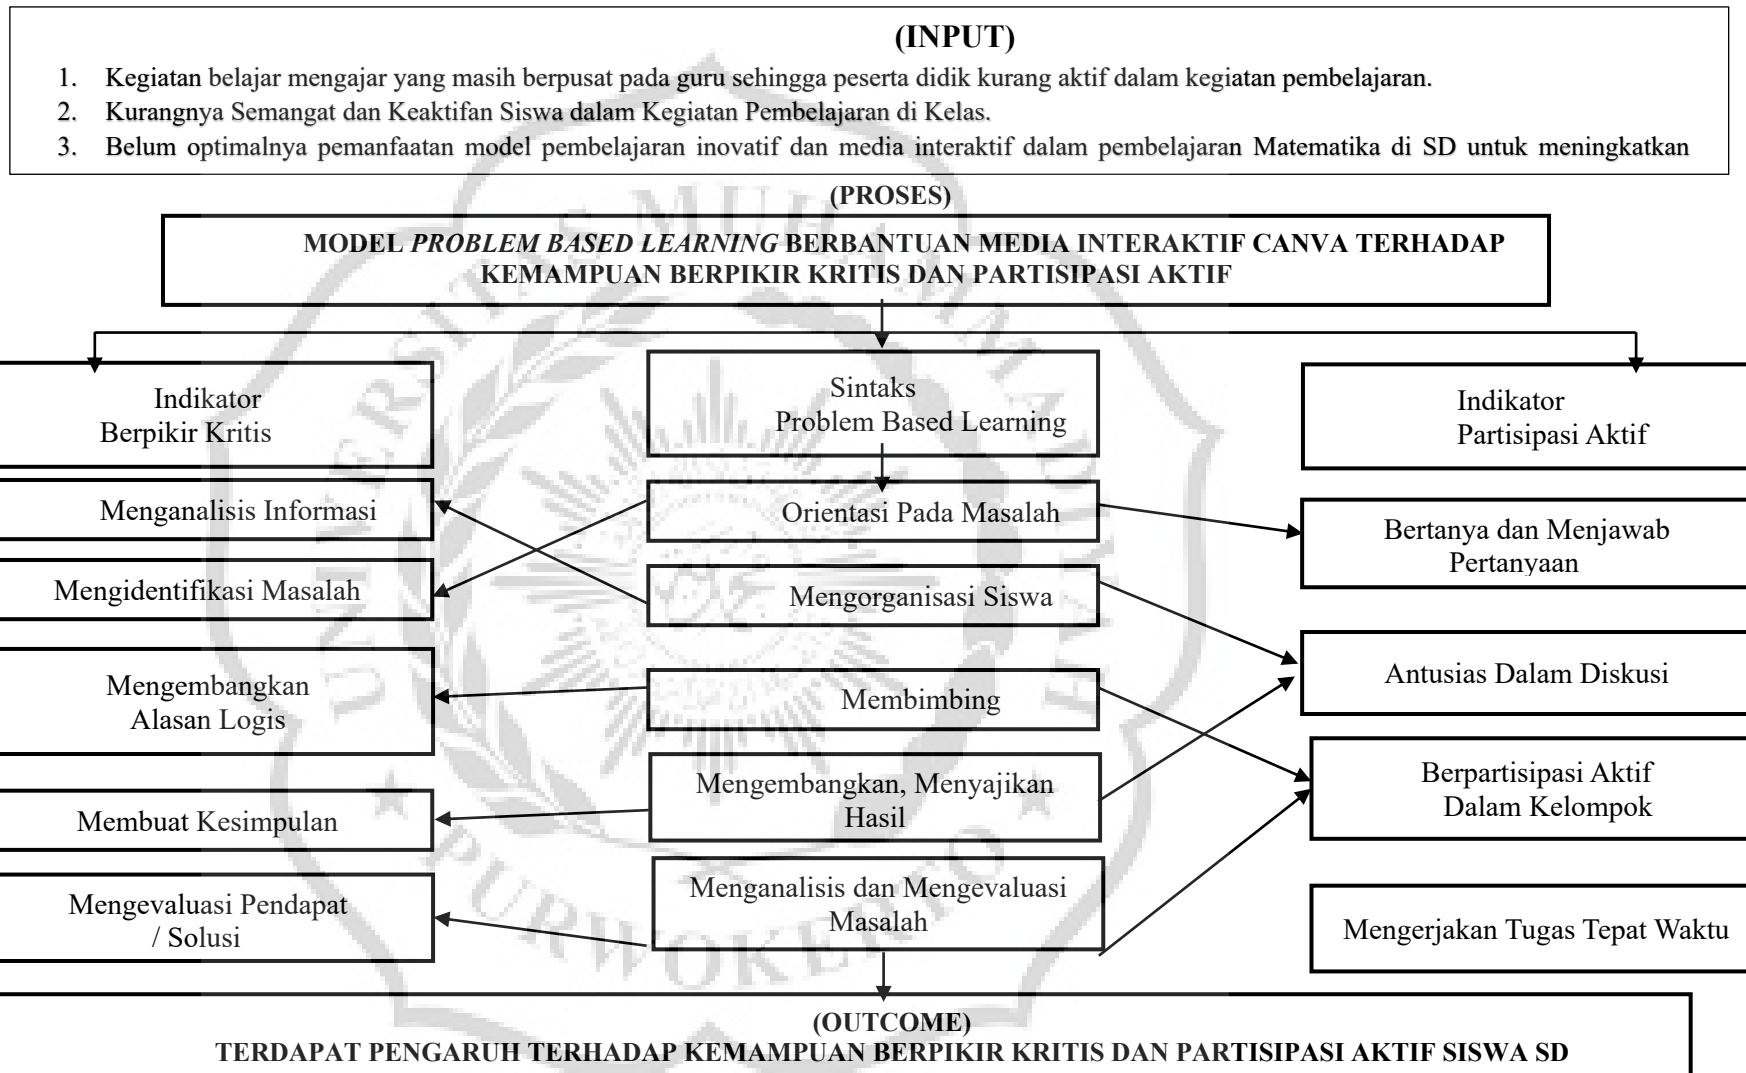 (INPUT)
1. Kegiatan belajar mengajar yang masih berpusat pada guru sehingga peserta didik kurang aktif dalam kegiatan pembelajaran.
2. Kurangnya Semangat dan Keaktifan Siswa dalam Kegiatan Pembelajaran di Kelas.
3. Belum optimalnya pemanfaatan model pembelajaran inovatif dan media interaktif dalam pembelajaran Matematika di SD untuk meningkatkan
(PROSES)
MODEL PROBLEM BASED LEARNING BERBANTUAN MEDIA INTERAKTIF CANVA TERHADAP
KEMAMPUAN BERPIKIR KRITIS DAN PARTISIPASI AKTIF
Indikator
Berpikir Kritis
Menganalisis Informasi
Mengidentifikasi Masalah
Mengembangkan
Alasan Logis
Membuat Kesimpulan
Mengevaluasi Pendapat
/ Solusi
Sintaks
Problem Based Learning
Orientasi Pada Masalah
Mengorganisasi Siswa
Membimbing
Mengembangkan, Menyajikan
Hasil
Menganalisis dan Mengevaluasi
Masalah
Indikator
Partisipasi Aktif
Bertanya dan Menjawab
Pertanyaan
Antusias Dalam Diskusi
Berpartisipasi Aktif
Dalam Kelompok
Mengerjakan Tugas Tepat Waktu
(OUTCOME)
TERDAPAT PENGARUH TERHADAP KEMAMPUAN BERPIKIR KRITIS DAN PARTISIPASI AKTIF SISWA SD
UNIVERSITAS MUHAMMADIYAH
PURWOKERTO